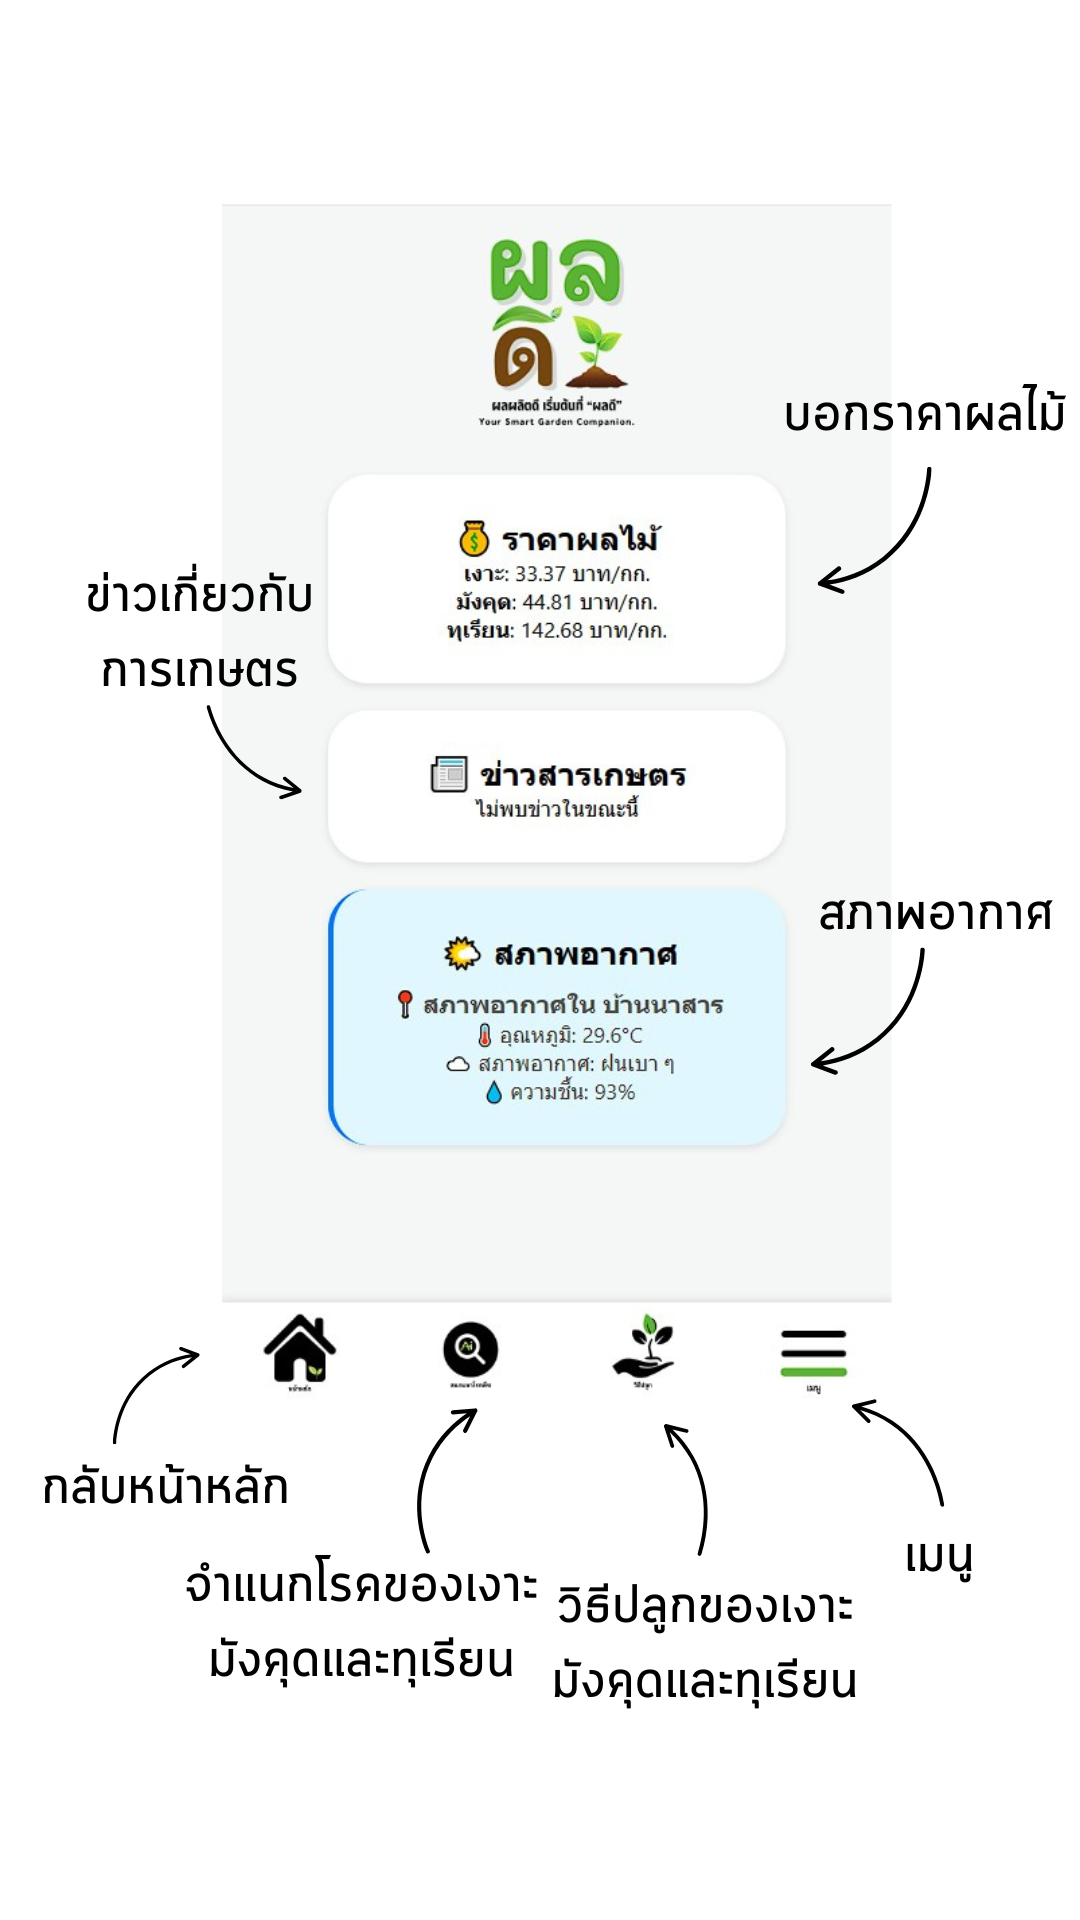 ผล
ดี
ผลผลิตดี เริ่มต้นที่ “ผลดี”
Your Smart Garden Companion.
บอกราคาผลไม้
ราคาผลไม้
เงาะ: 33.37 บาท/กก.
มังคุด: 44.81 บาท/กก.
ทุเรียน: 142.68 บาท/กก.
ข่าวเกี่ยวกับ
การเกษตร
ข่าวสารเกษตร
ไม่พบข่าวในขณะนี้
สภาพอากาศ
สภาพอากาศ
สภาพอากาศใน บ้านนาสาร
อุณหภูมิ: 29.6°C
สภาพอากาศ: ฝนเบา ๆ
ความชื้น: 93%
Ai
หน้าหลัก
วิธีปลูก
เมนู
กลับหน้าหลัก
จำแนกโรคของเงาะ
มังคุดและทุเรียน
วิธีปลูกของเงาะ
มังคุดและทุเรียน
เมนู